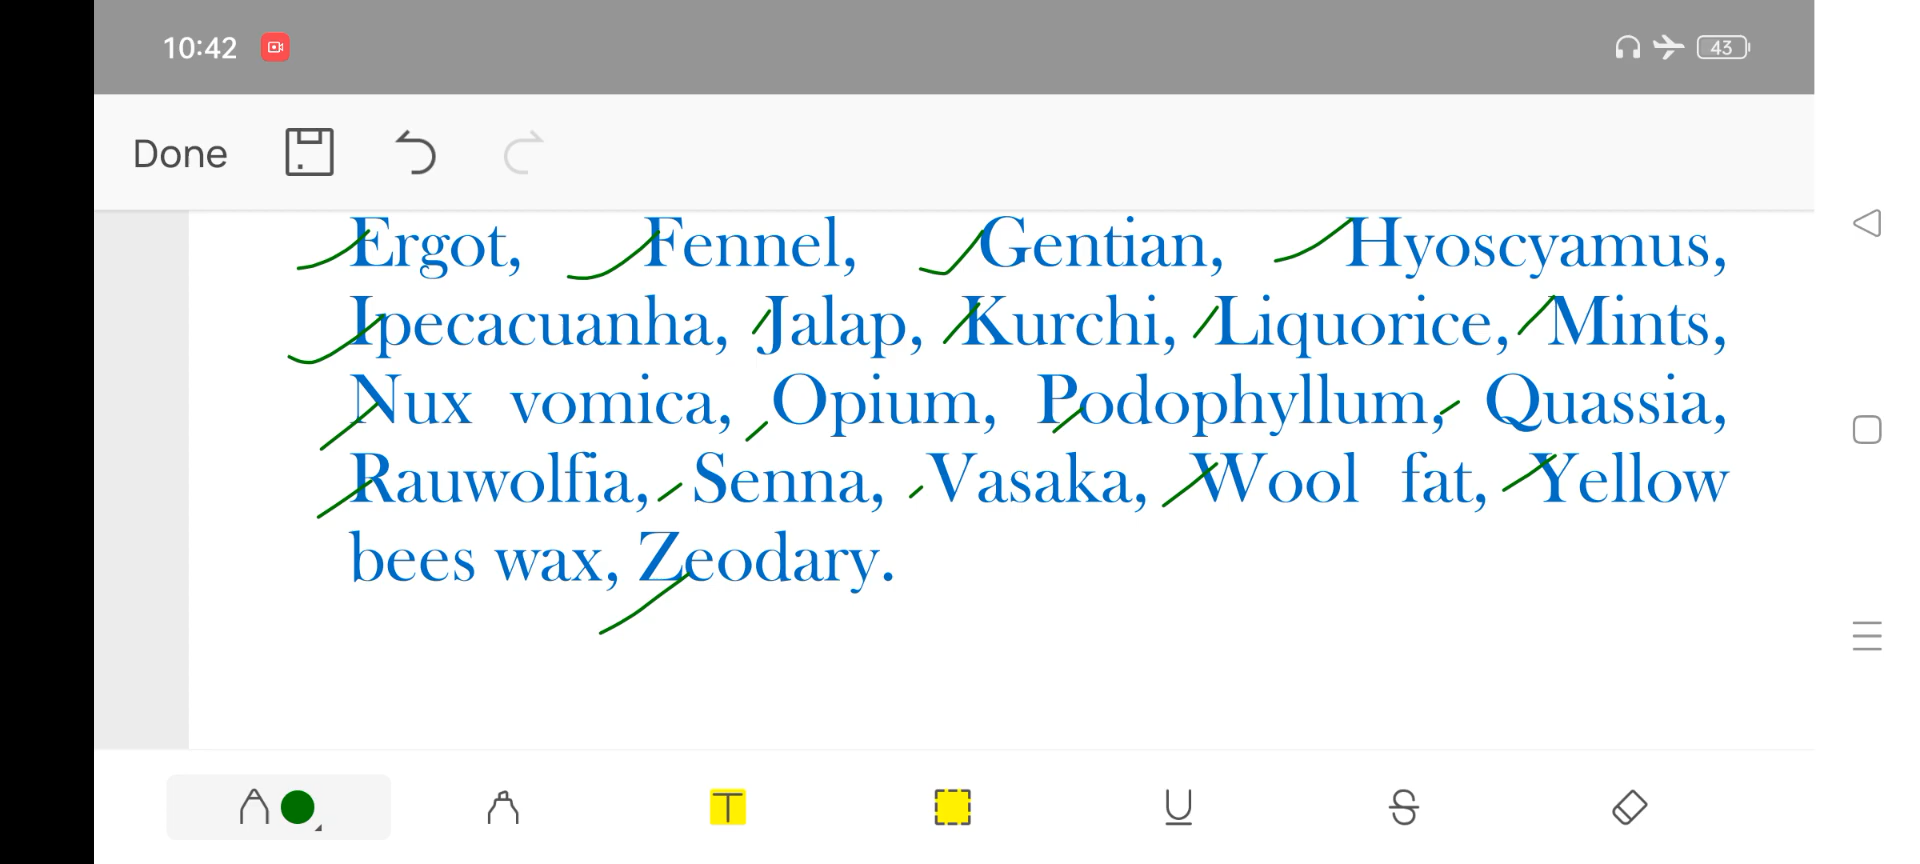 10:42
43
Done
Ergot, Fennel, Gentian, Hyoscyamus,
Ipecacuanha, Jalap, Kurchi, Liquorice, Mints,
Nux vomica, Opium, Podophyllum, Quassia,
Rauwolfia, Senna, Vasaka, Wool fat, Yellow
bees wax, Zeodary.